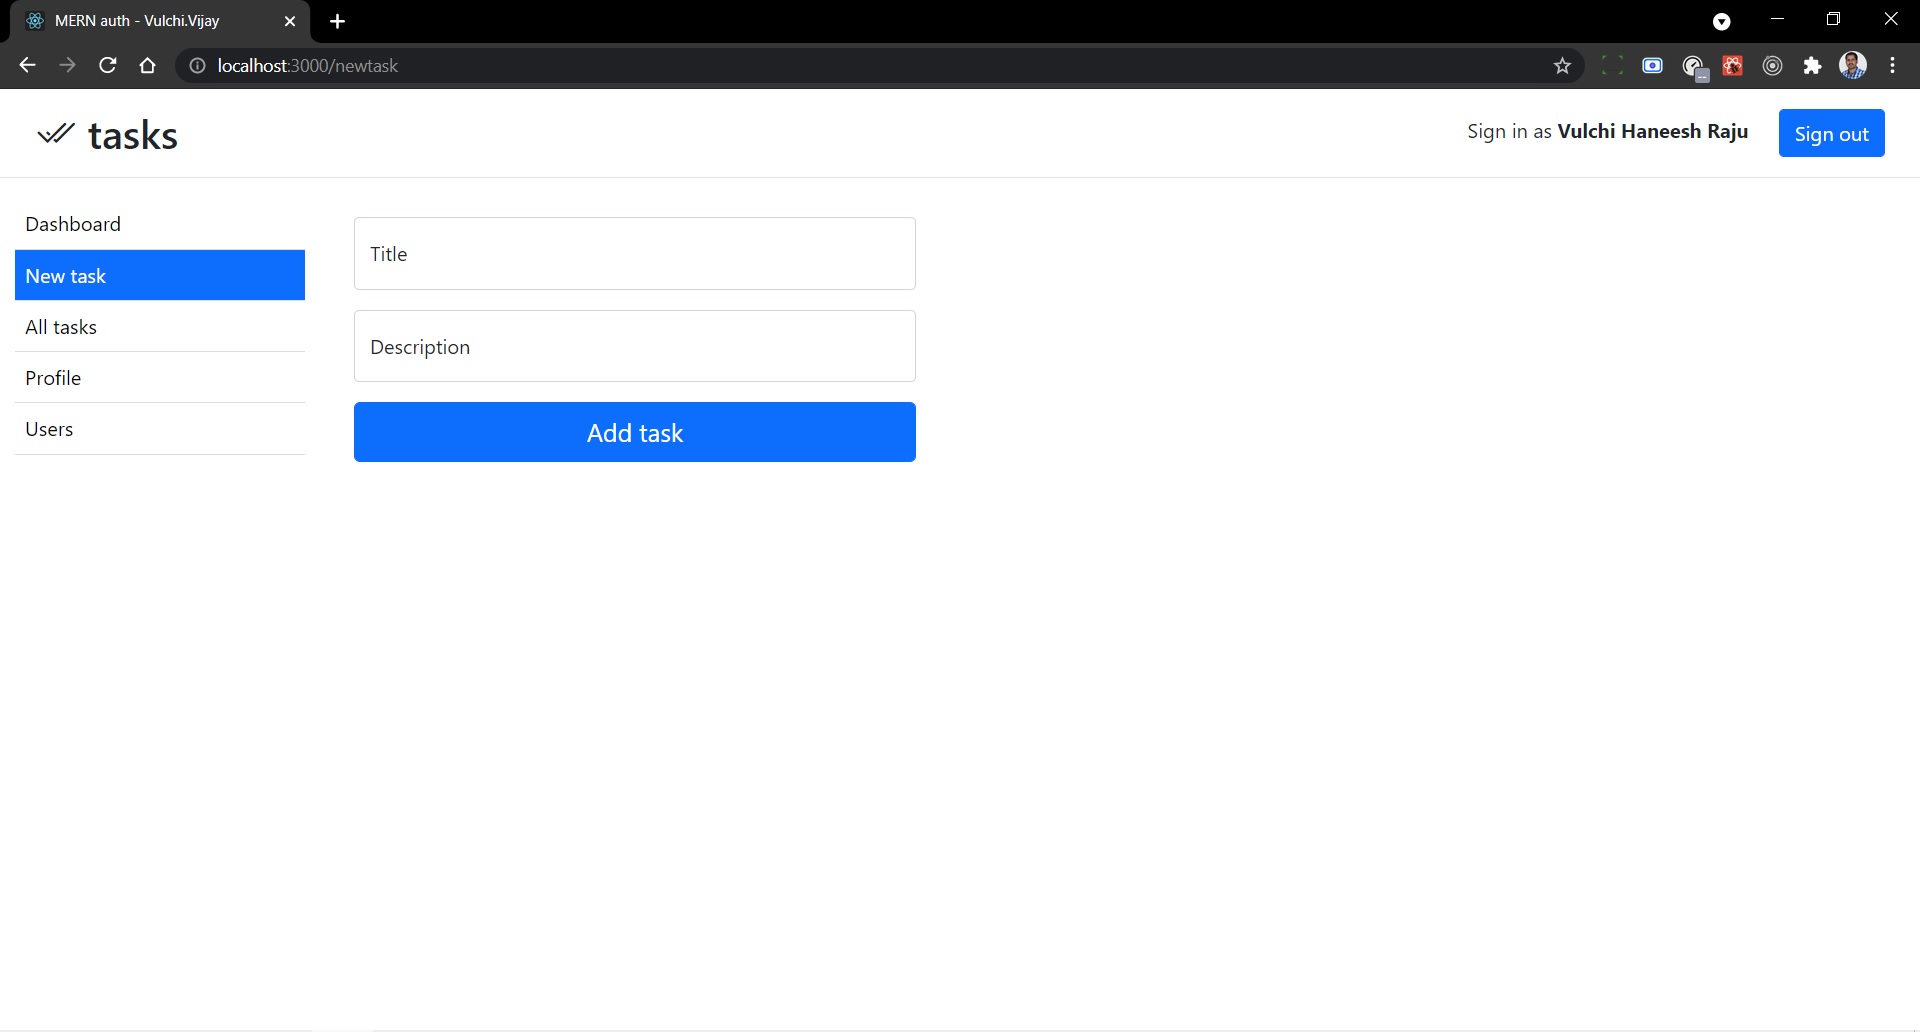 MERN auth - Vulchi.Vijay
localhost:3000/newtask
tasks
Sign in as Vulchi Haneesh Raju
Sign out
Dashboard
New task
All tasks
Profile
Users
Title
Description
Add task